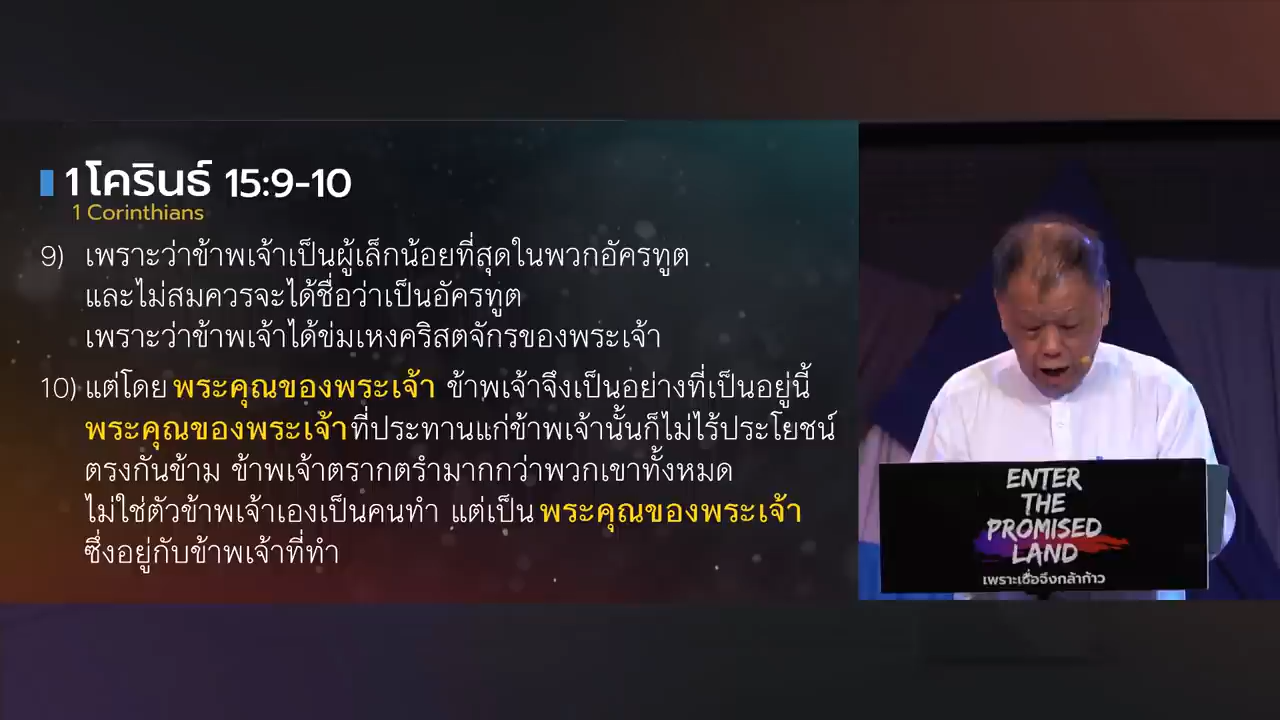 1 โครินธ์ 15:9-10
1 Corinthians
9) เพราะว่าข้าพเจ้าเป็นผู้เล็กน้อยที่สุดในพวกอัครทูต
และไม่สมควรจะได้ชื่อว่าเป็นอัครทูต
เพราะว่าข้าพเจ้าได้ข่มเหงคริสตจักรของพระเจ้า
10) แต่โดย พระคุณของพระเจ้า ข้าพเจ้าจึงเป็นอย่างที่เป็นอยู่นี้
พระคุณของพระเจ้าที่ประทานแก่ข้าพเจ้านั้นก็ไม่ไร้ประโยชน์
ตรงกันข้าม ข้าพเจ้าตรากตรำมากกว่าพวกเขาทั้งหมด
ไม่ใช่ตัวข้าพเจ้าเองเป็นคนทำ แต่เป็น พระคุณของพระเจ้า
ซึ่งอยู่กับข้าพเจ้าที่ทำ
ENTER
THE
PROMISED
LAND
เพราะเชื่อจึงกล้าก้าว